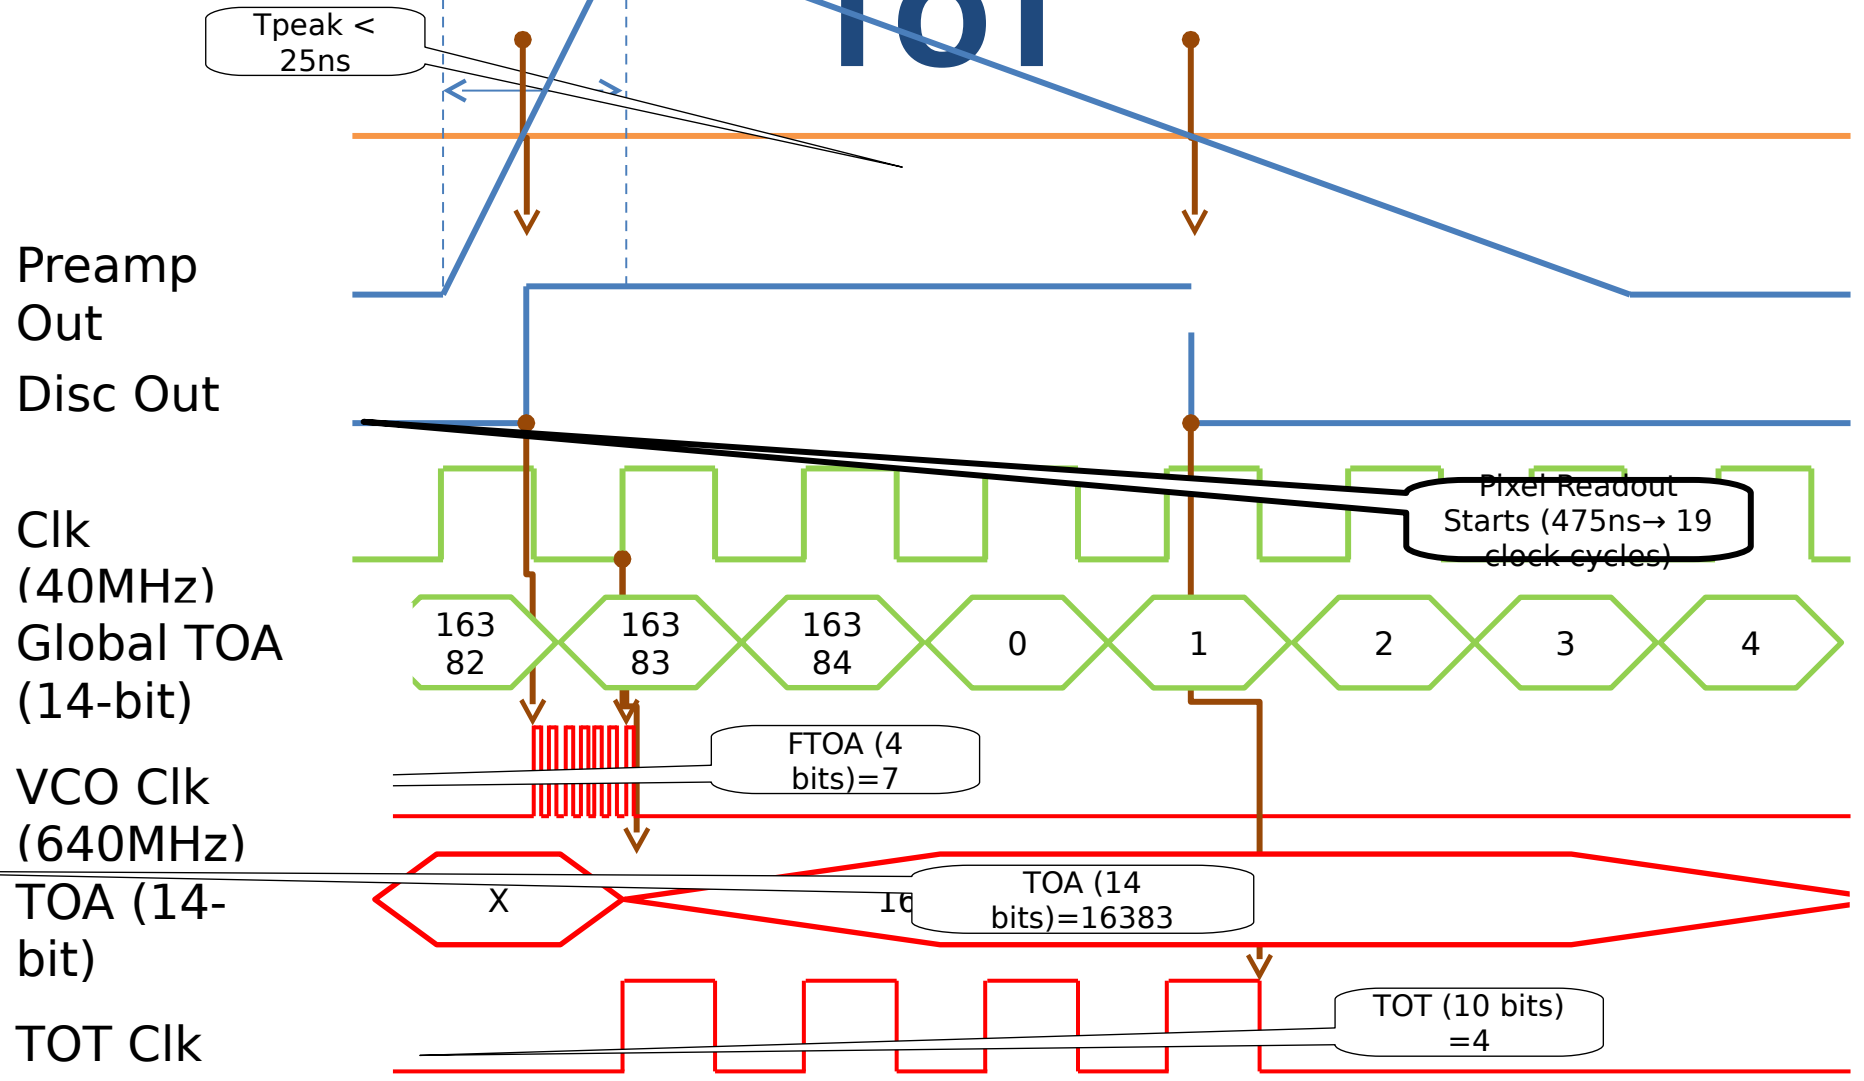 Tpeak <
25ns
Preamp
Out
Disc Out
Pixel Readout
Starts (475ns→ 19
clock cycles)
Clk
(40MHz)
163
82
163
83
163
84
0
1
2
3
4
Global TOA
(14-bit)
FTOA (4
bits)=7
VCO Clk
(640MHz)
X
16
TOA (14
bits)=16383
TOA (14-
bit)
TOT (10 bits)
=4
TOT Clk